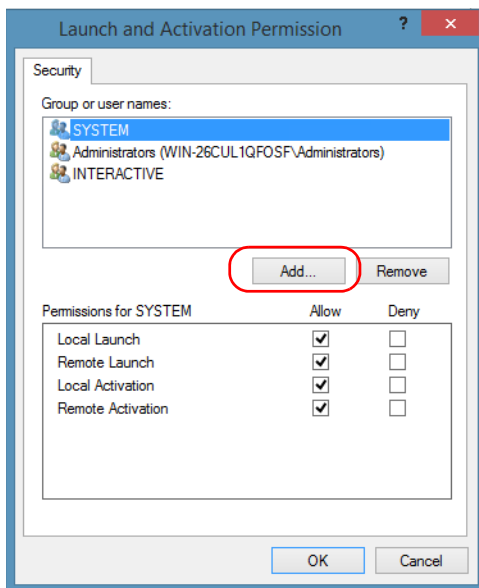 Launch and Activation Permission ? ×
Security
Group or user names:
SYSTEM
Administrators (WIN-26CUL1QFOSF\Administrators)
INTERACTIVE
Add... Remove
Permissions for SYSTEM Allow Deny
Local Launch
Remote Launch
Local Activation
Remote Activation
OK Cancel